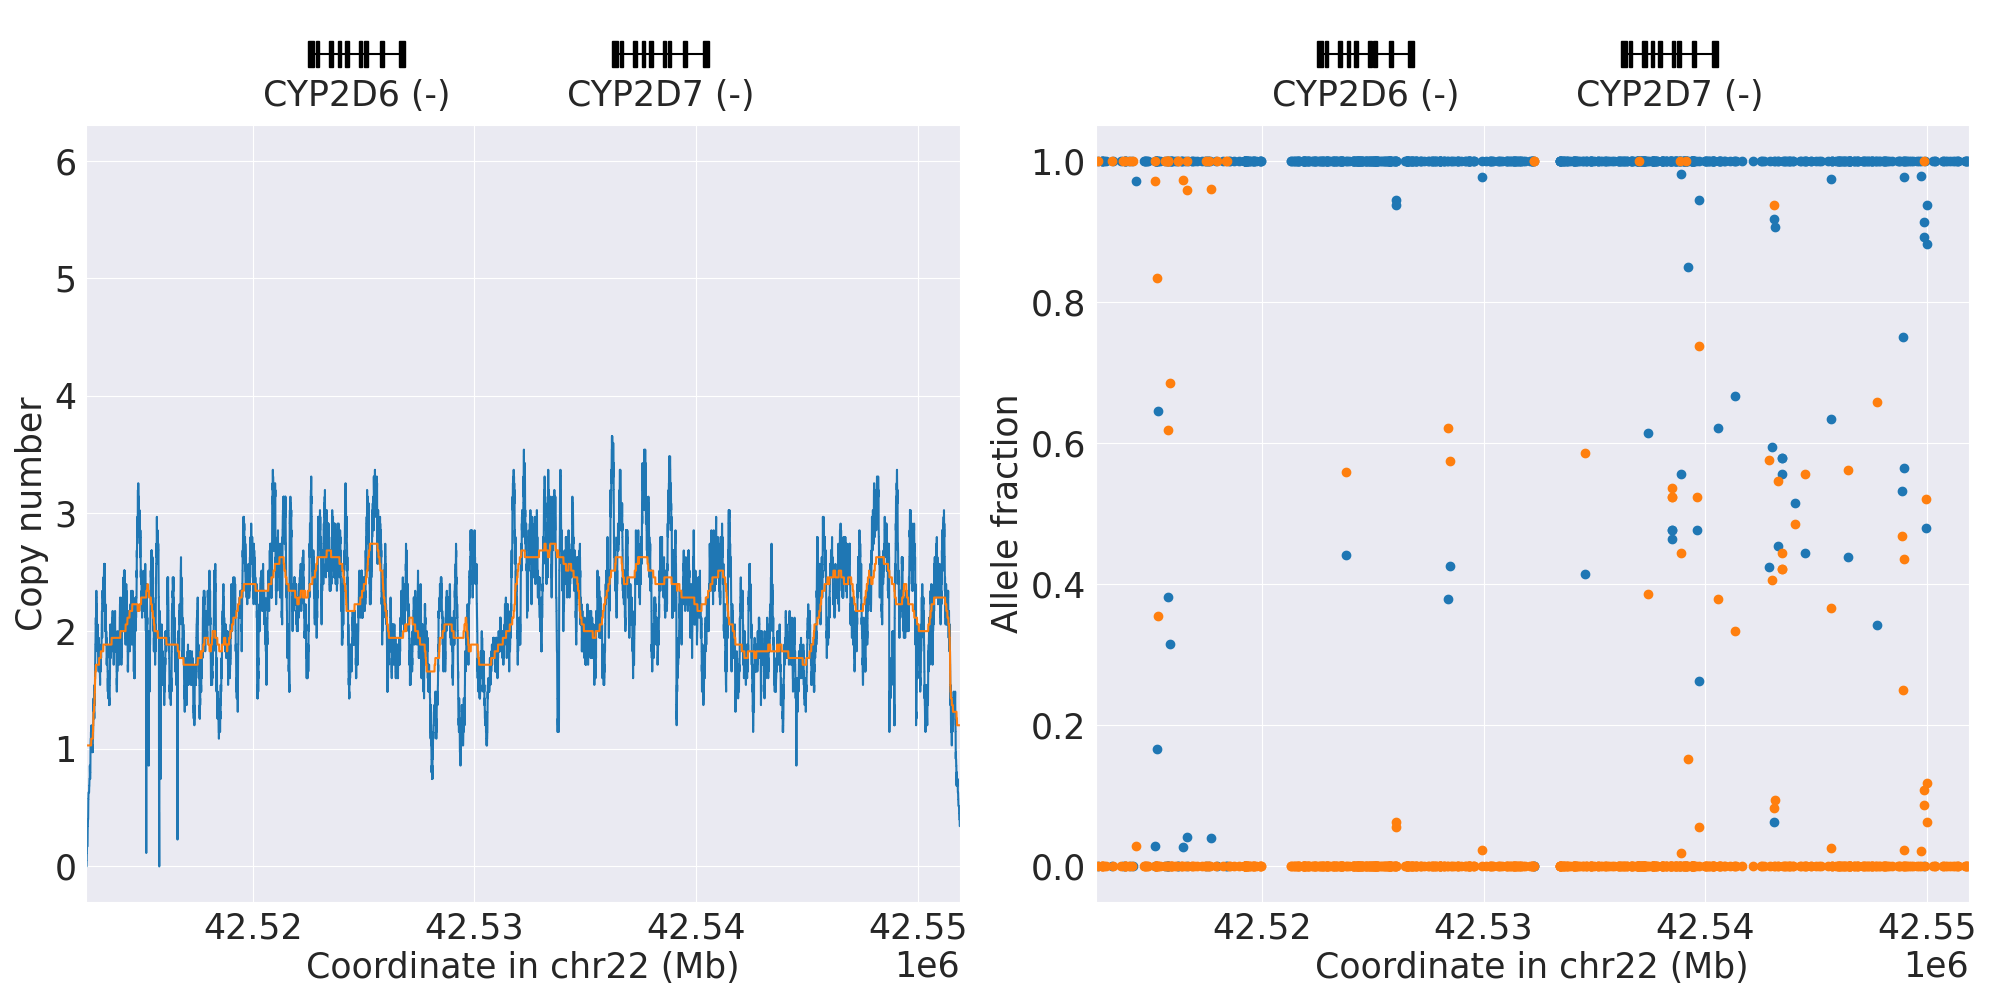 CYP2D6 (-) CYP2D7 (-)
6
5
4
3
2
1
0
Copy number
42.52 42.53 42.54 42.55
Coordinate in chr22 (Mb) 1e6
CYP2D6 (-) CYP2D7 (-)
1.0
0.8
0.6
0.4
0.2
0.0
Allele fraction
42.52 42.53 42.54 42.55
Coordinate in chr22 (Mb) 1e6